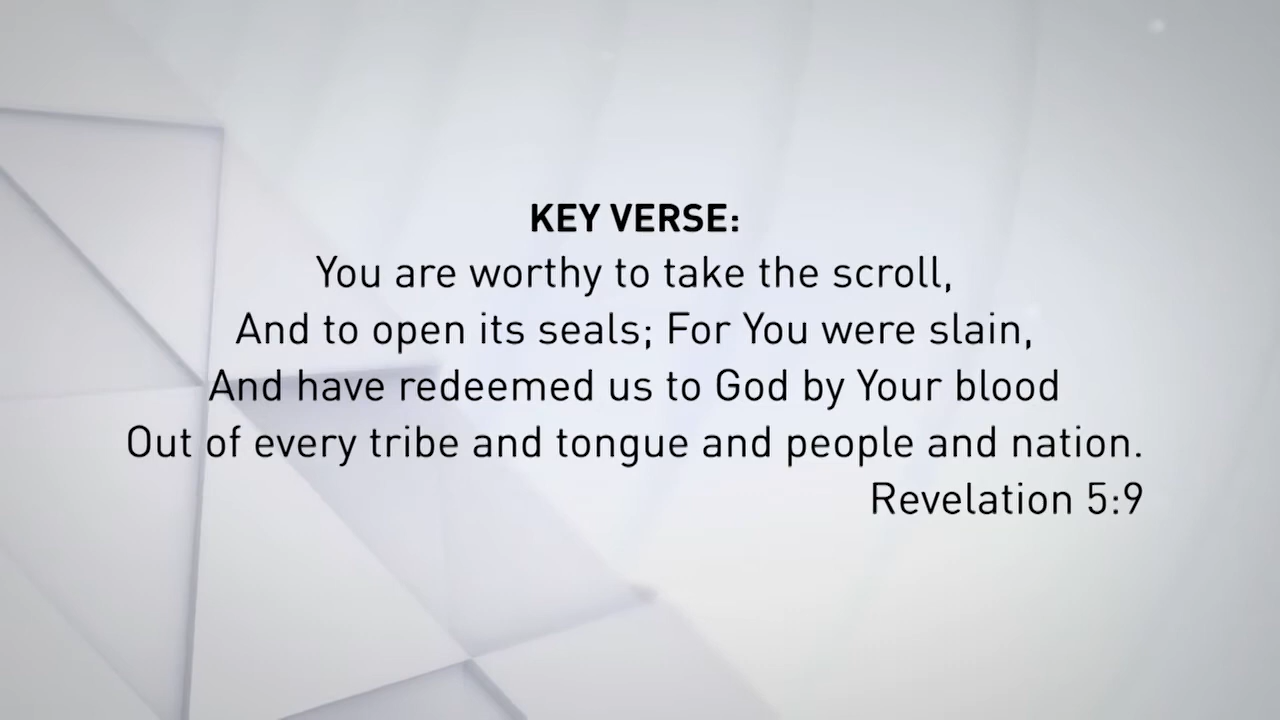 KEY VERSE:
You are worthy to take the scroll,
And to open its seals; For You were slain,
And have redeemed us to God by Your blood
Out of every tribe and tongue and people and nation.
Revelation 5:9